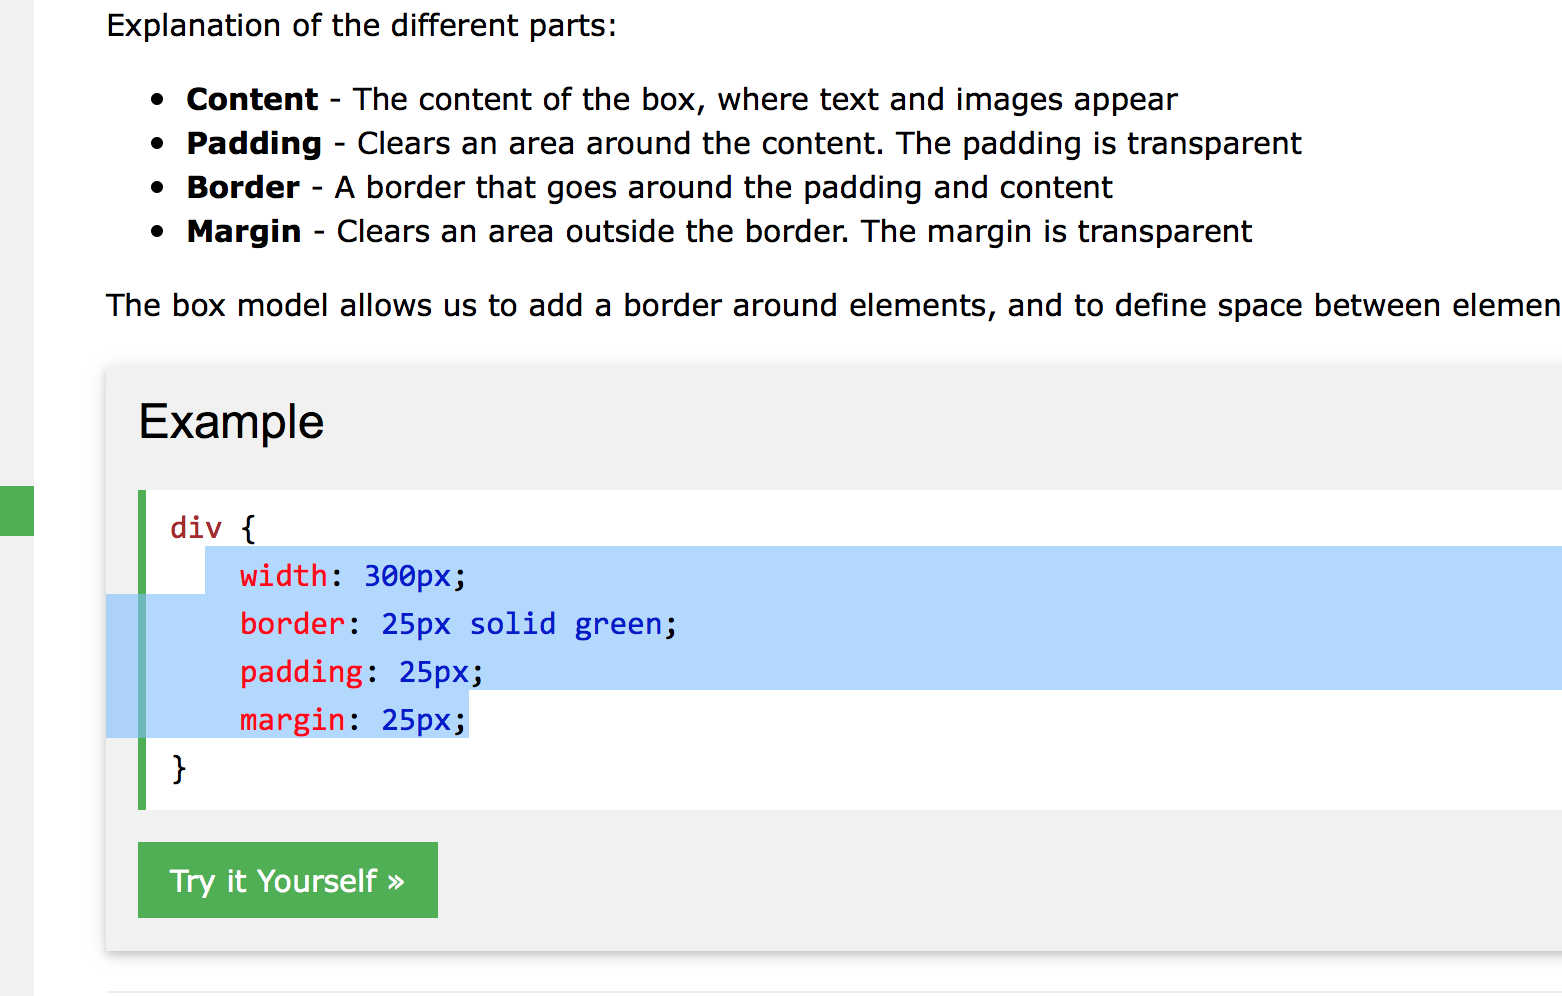 Explanation of the different parts:
Content - The content of the box, where text and images appear
Padding - Clears an area around the content. The padding is transparent
Border - A border that goes around the padding and content
Margin - Clears an area outside the border. The margin is transparent
The box model allows us to add a border around elements, and to define space between elemen
Example
div {
    width: 300px;
    border: 25px solid green;
    padding: 25px;
    margin: 25px;
}
Try it Yourself »